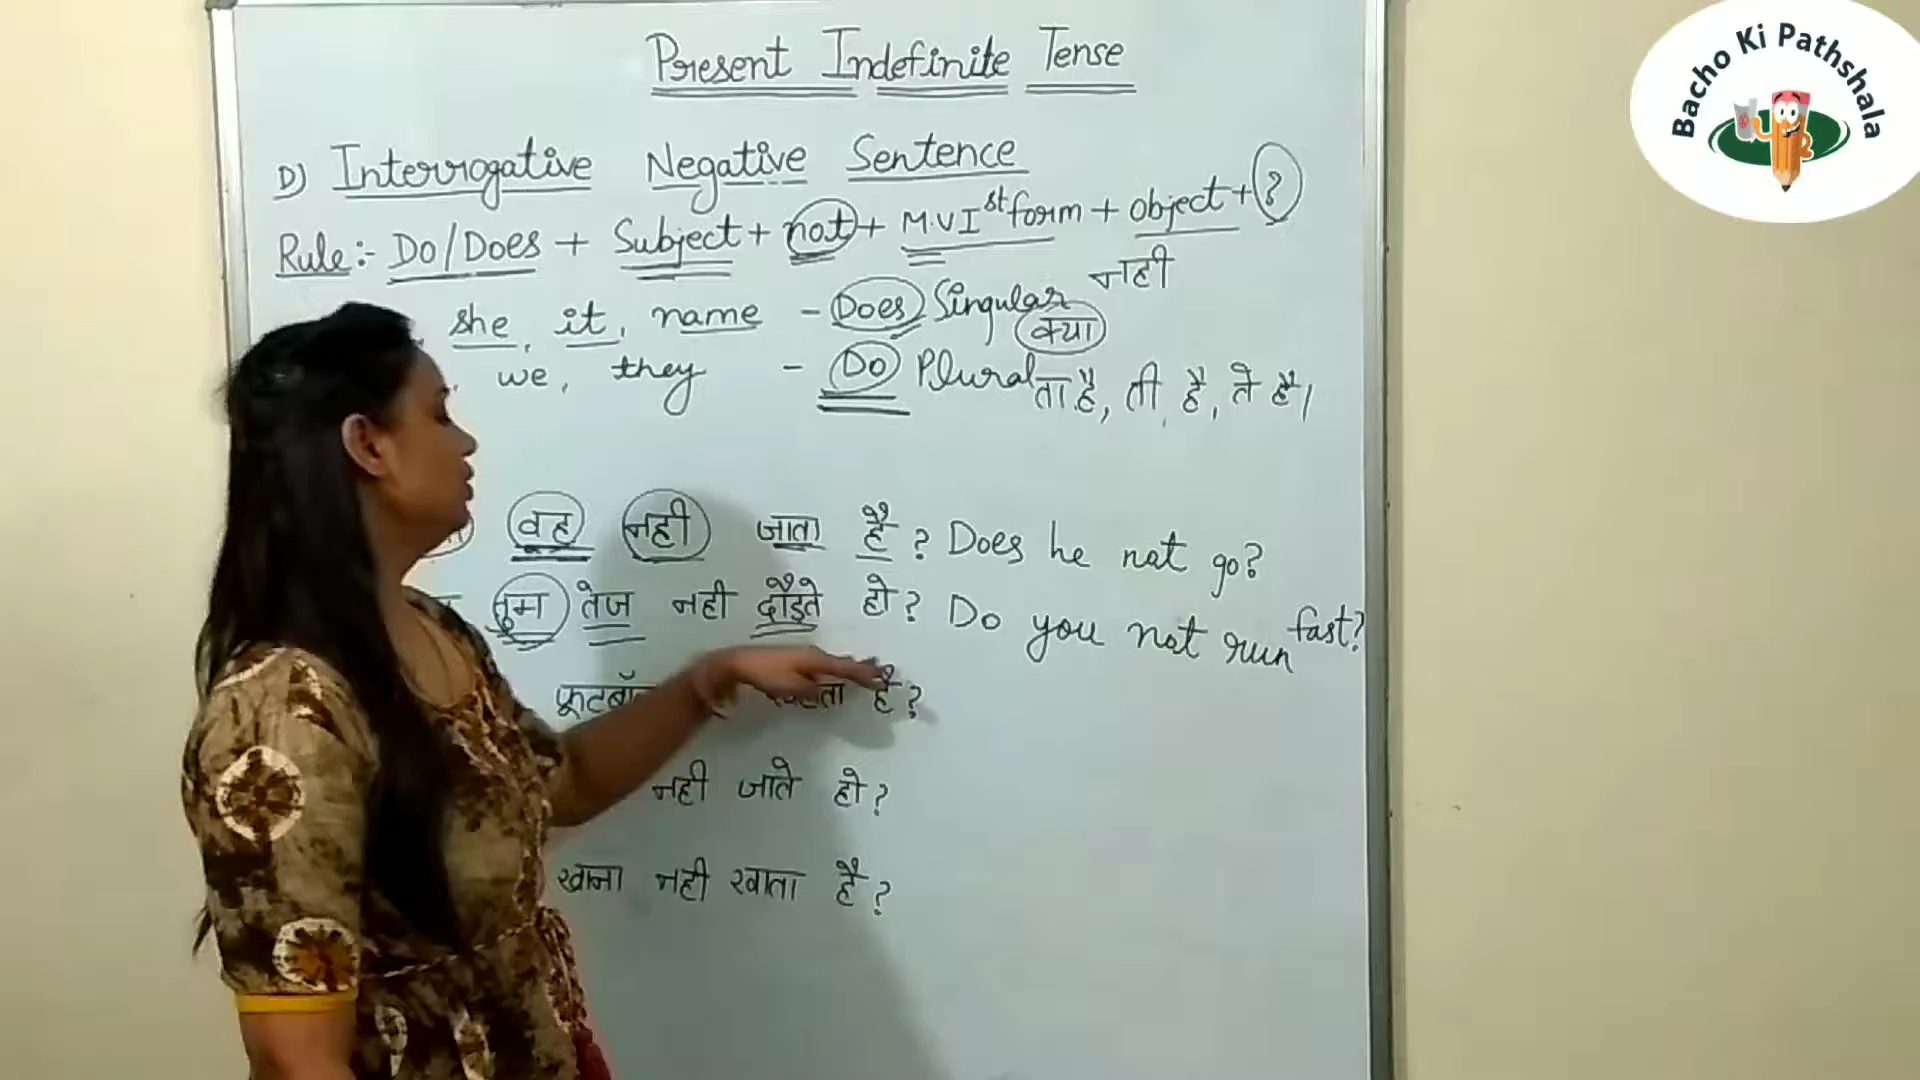 Present Indefinite Tense
Bacho Ki Pathshala
D) Interrogative Negative Sentence
Rule:- Do/Does + Subject + not + M.V Ist form + object + ?
नही
she, it, name - Does Singular
क्या
we, they - Do Plural
ता है, ती है, ते है।
वह नही जाता है? Does he not go?
तुम तेज नही दौड़ते हो? Do you not run fast?
है?
नही जाते हो?
खाना नही खाता है?